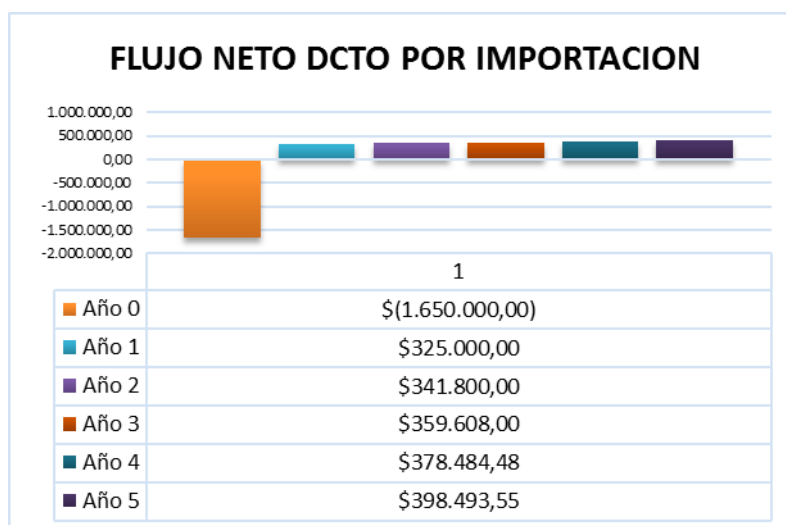 FLUJO NETO DCTO POR IMPORTACION
1.000.000,00
500.000,00
0,00
-500.000,00
-1.000.000,00
-1.500.000,00
-2.000.000,00
1
Año 0 $(1.650.000,00)
Año 1 $325.000,00
Año 2 $341.800,00
Año 3 $359.608,00
Año 4 $378.484,48
Año 5 $398.493,55